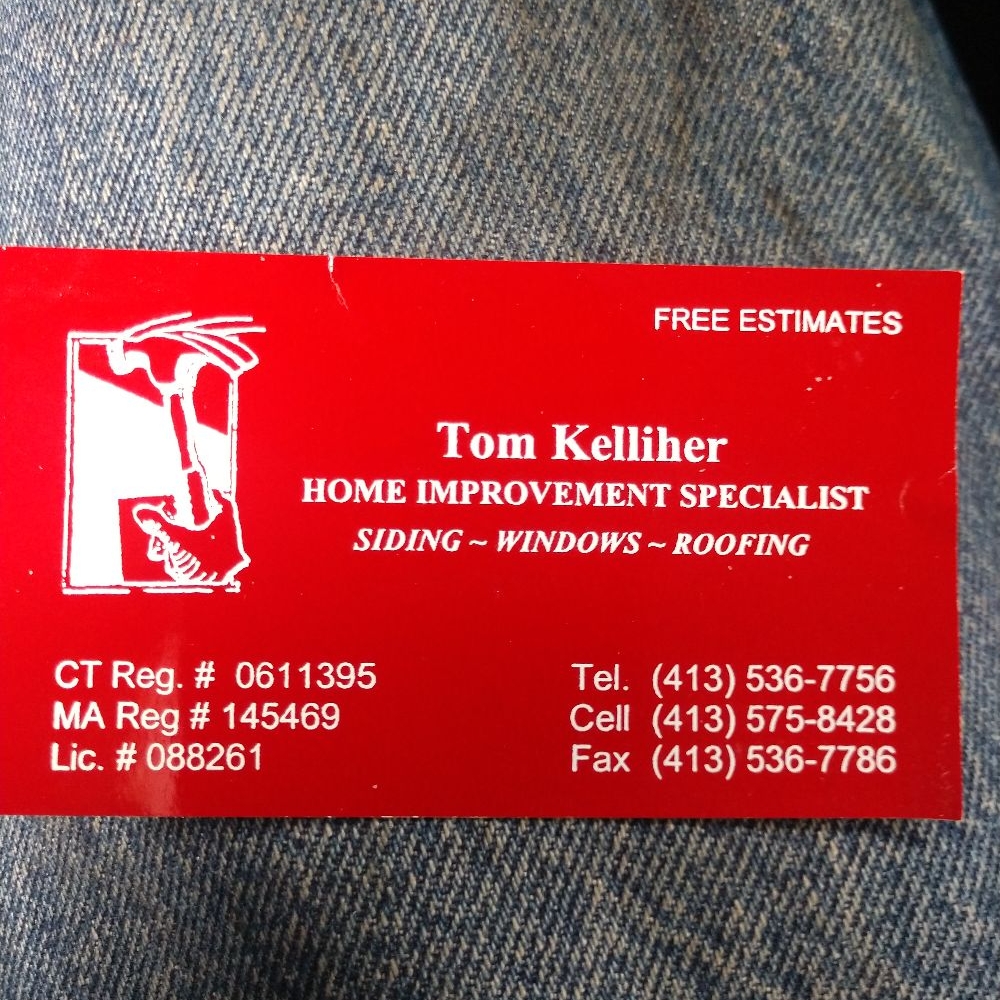 FREE ESTIMATES
Tom Kelliher
HOME IMPROVEMENT SPECIALIST
SIDING ~ WINDOWS ~ ROOFING
CT Reg. # 0611395
MA Reg # 145469
Lic. # 088261
Tel. (413) 536-7756
Cell (413) 575-8428
Fax (413) 536-7786